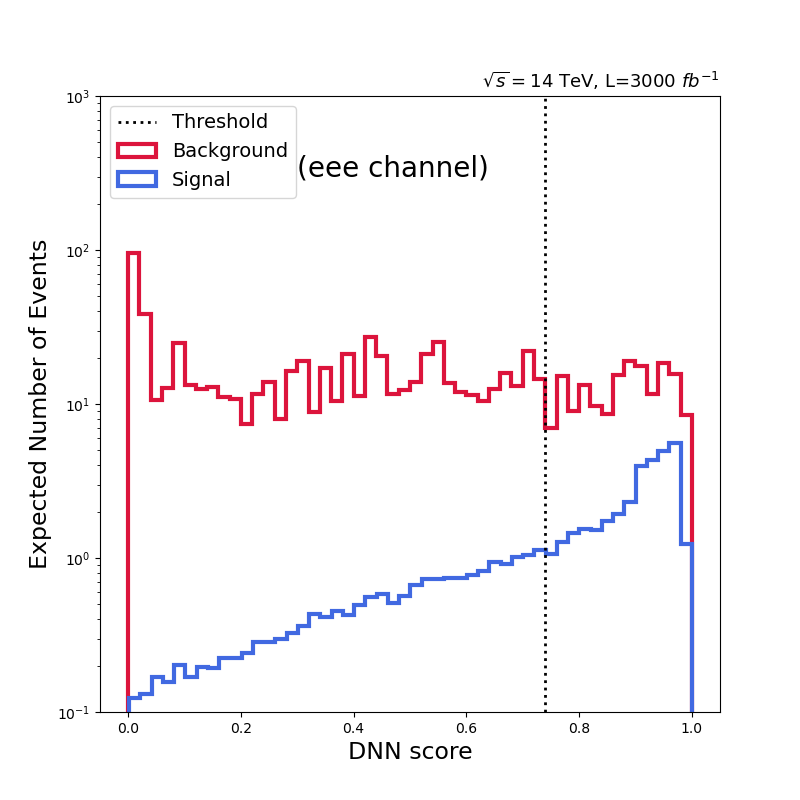 √s = 14 TeV, L=3000 fb⁻¹
Threshold
Background
Signal
(eee channel)
Expected Number of Events
10³
10²
10¹
10⁰
10⁻¹
0.0 0.2 0.4 0.6 0.8 1.0
DNN score